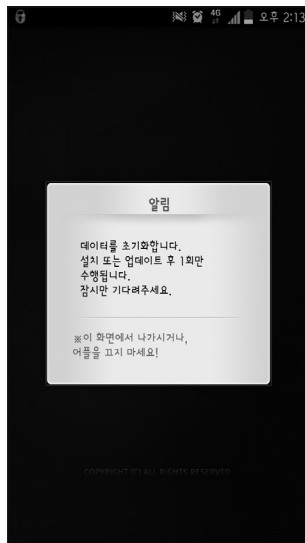 4G 오후 2:13
알림
데이터를 초기화합니다.
설치 또는 업데이트 후 1회만
수행됩니다.
잠시만 기다려주세요.
※이 화면에서 나가시거나,
어플을 끄지 마세요!
COPYRIGHT (C) ALL RIGHTS RESERVED